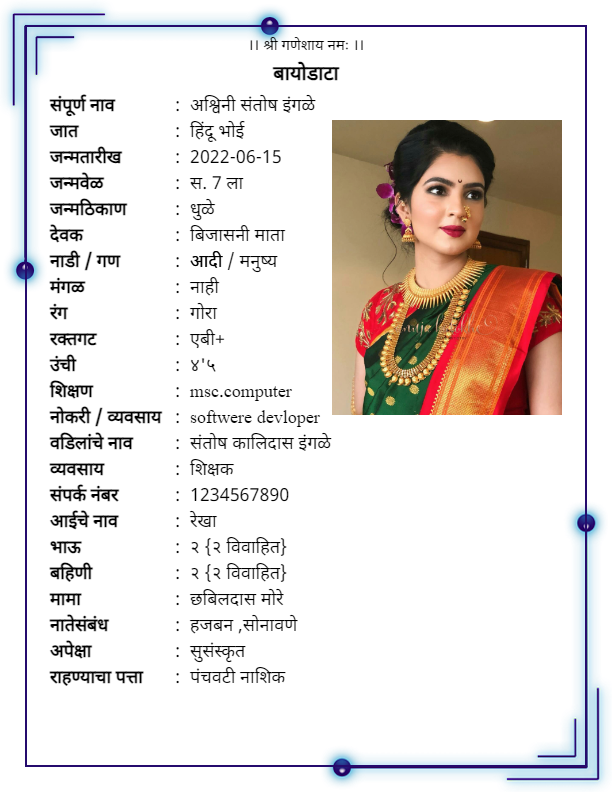 ।। श्री गणेशाय नमः ।।
बायोडाटा
संपूर्ण नाव : अश्विनी संतोष इंगळे
जात : हिंदू भोई
जन्मतारीख : 2022-06-15
जन्मवेळ : स. 7 ला
जन्मठिकाण : धुळे
देवक : बिजासनी माता
नाडी / गण : आदी / मनुष्य
मंगळ : नाही
रंग : गोरा
रक्तगट : एबी+
उंची : ४'५
शिक्षण : msc.computer
नोकरी / व्यवसाय : softwere devloper
वडिलांचे नाव : संतोष कालिदास इंगळे
व्यवसाय : शिक्षक
संपर्क नंबर : 1234567890
आईचे नाव : रेखा
भाऊ : २ {२ विवाहित}
बहिणी : २ {२ विवाहित}
मामा : छबिलदास मोरे
नातेसंबंध : हजबन ,सोनावणे
अपेक्षा : सुसंस्कृत
राहण्याचा पत्ता : पंचवटी नाशिक